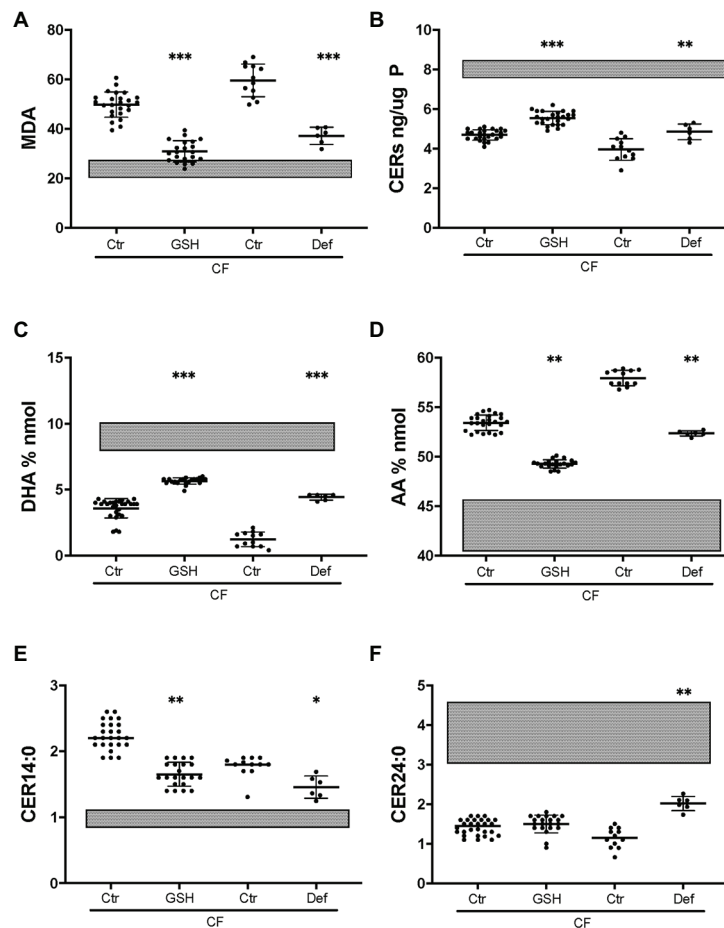 A
MDA
80
60
40
20
0
***
***
Ctr
GSH
Ctr
Def
CF
B
CERs ng/ug P
10
8
6
4
2
0
***
**
Ctr
GSH
Ctr
Def
CF
C
DHA % nmol
15
10
5
0
***
***
Ctr
GSH
Ctr
Def
CF
D
AA % nmol
60
55
50
45
40
**
**
Ctr
GSH
Ctr
Def
CF
E
CER14:0
3
2
1
0
**
*
Ctr
GSH
Ctr
Def
CF
F
CER24:0
5
4
3
2
1
0
**
Ctr
GSH
Ctr
Def
CF